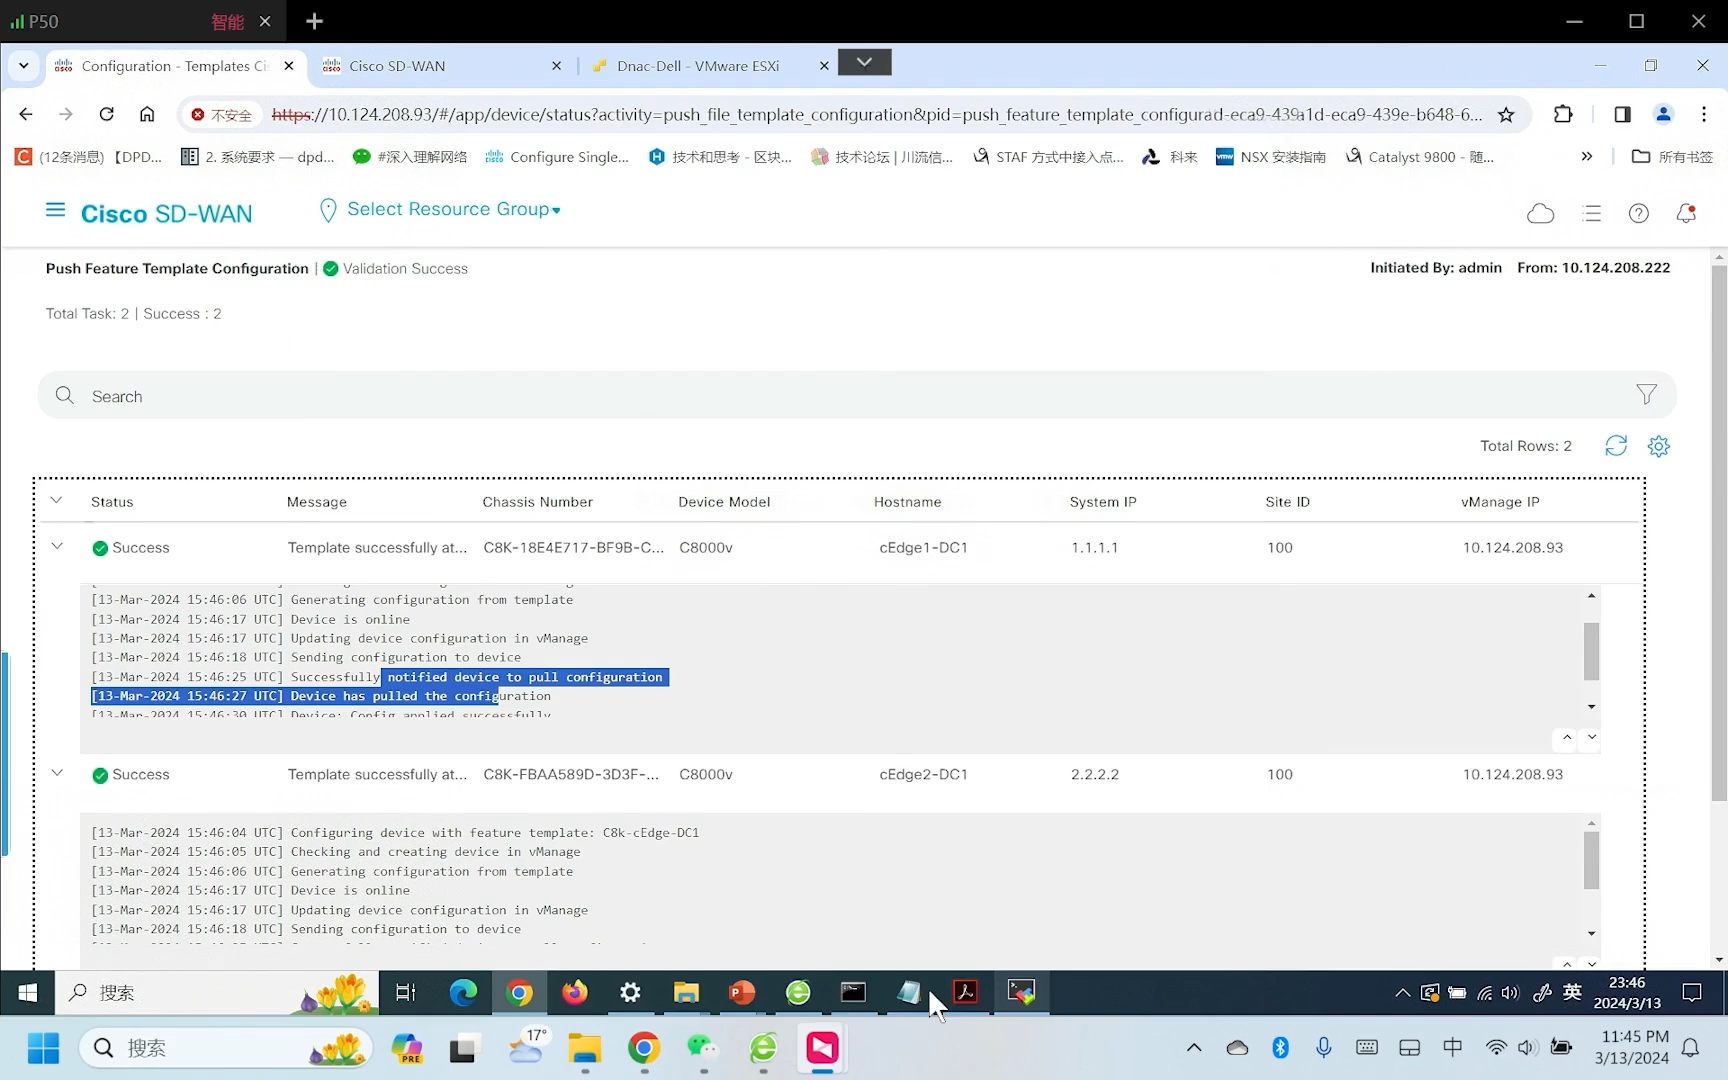 P50 智能
Configuration - Templates Ci
Cisco SD-WAN
Dnac-Dell - VMware ESXi
不安全 https://10.124.208.93/#/app/device/status?activity=push_file_template_configuration&pid=push_feature_template_configurad-eca9-439a1d-eca9-439e-b648-6...
(12条消息) 【DPD... 2. 系统要求 — dpd... #深入理解网络 Configure Single... 技术和思考 - 区块... 技术论坛 | 川流信... STAF 方式中接入点... 科来 NSX 安装指南 Catalyst 9800 - 随... 所有书签
Cisco SD-WAN Select Resource Group
Push Feature Template Configuration | Validation Success Initiated By: admin From: 10.124.208.222
Total Task: 2 | Success : 2
Search
Total Rows: 2
Status Message Chassis Number Device Model Hostname System IP Site ID vManage IP
Success Template successfully at... C8K-18E4E717-BF9B-C... C8000v cEdge1-DC1 1.1.1.1 100 10.124.208.93
[13-Mar-2024 15:46:06 UTC] Generating configuration from template
[13-Mar-2024 15:46:17 UTC] Device is online
[13-Mar-2024 15:46:17 UTC] Updating device configuration in vManage
[13-Mar-2024 15:46:18 UTC] Sending configuration to device
[13-Mar-2024 15:46:25 UTC] Successfully notified device to pull configuration
[13-Mar-2024 15:46:27 UTC] Device has pulled the configuration
[13-Mar-2024 15:46:30 UTC] Device: Config applied successfully
Success Template successfully at... C8K-FBAA589D-3D3F-... C8000v cEdge2-DC1 2.2.2.2 100 10.124.208.93
[13-Mar-2024 15:46:04 UTC] Configuring device with feature template: C8k-cEdge-DC1
[13-Mar-2024 15:46:05 UTC] Checking and creating device in vManage
[13-Mar-2024 15:46:06 UTC] Generating configuration from template
[13-Mar-2024 15:46:17 UTC] Device is online
[13-Mar-2024 15:46:17 UTC] Updating device configuration in vManage
[13-Mar-2024 15:46:18 UTC] Sending configuration to device
搜索 英 23:46
2024/3/13
搜索 PRE 17° 中 11:45 PM
3/13/2024